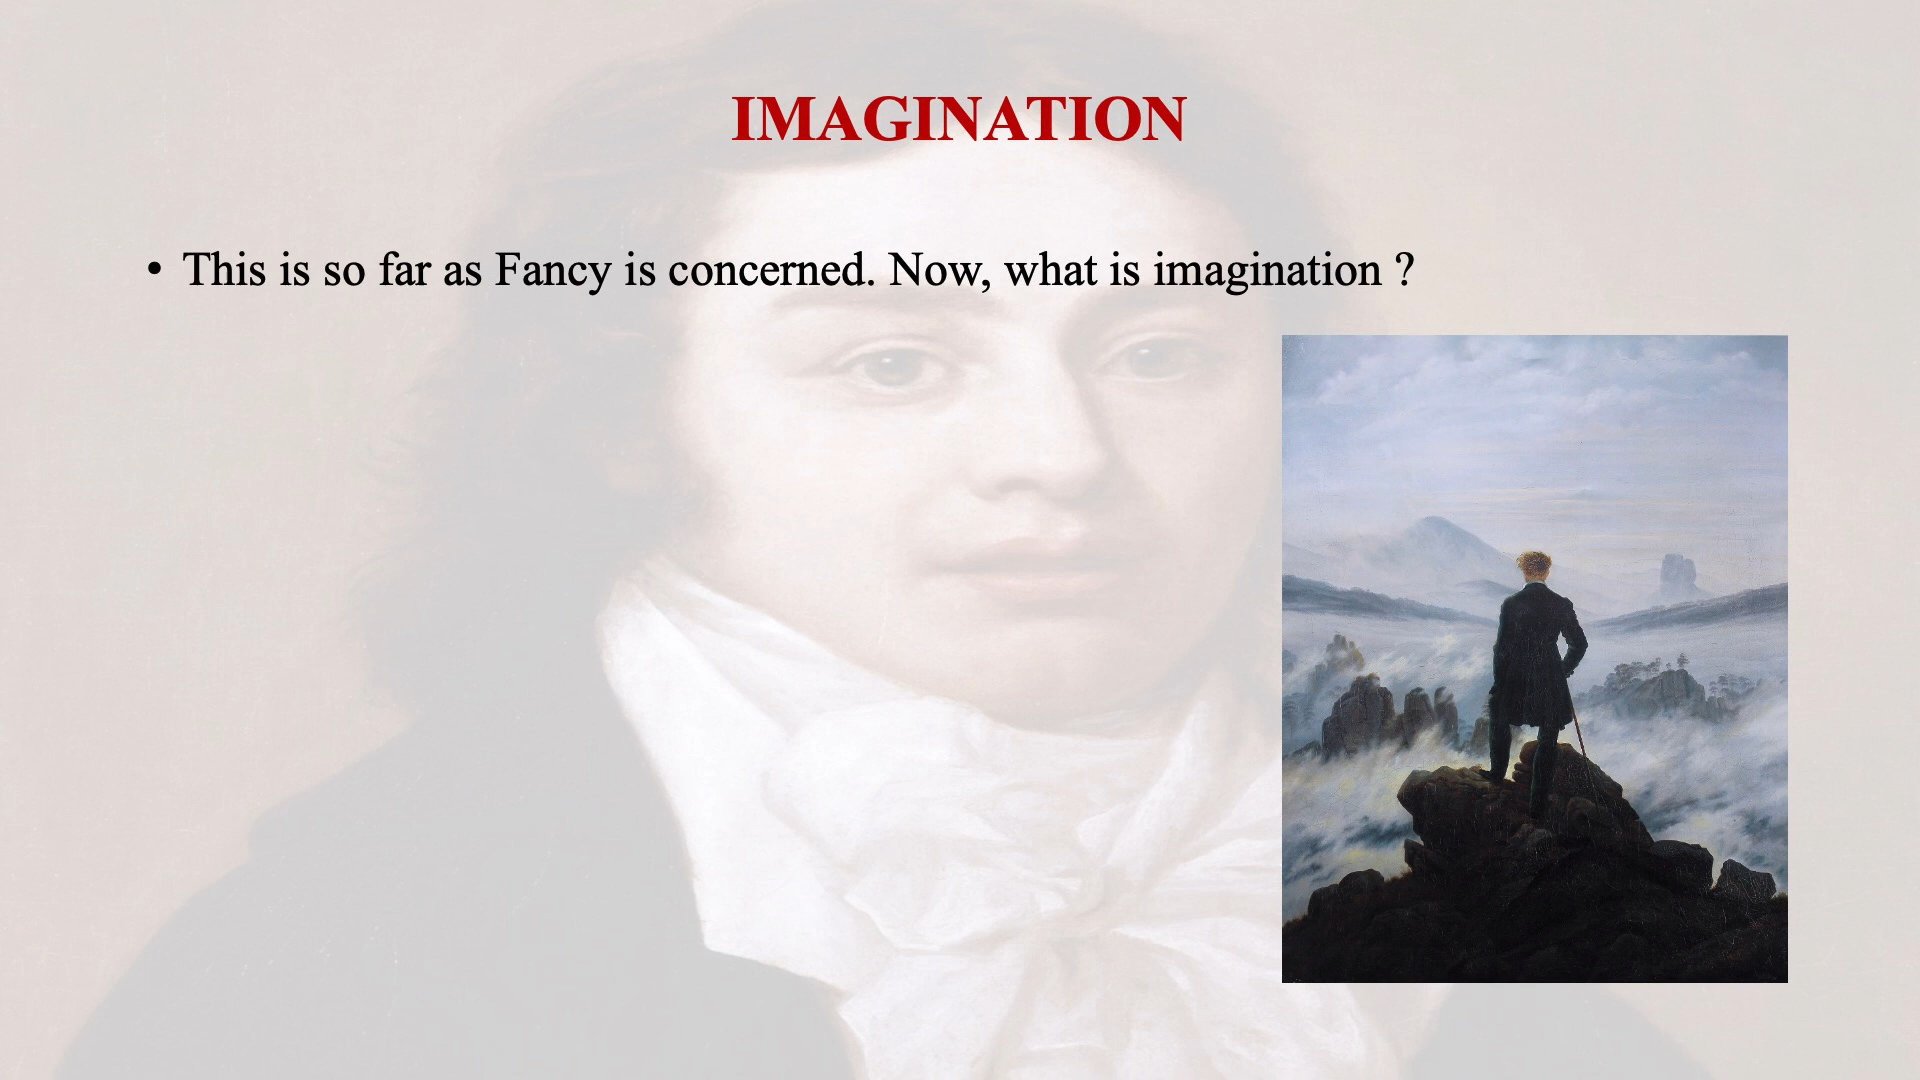 IMAGINATION
• This is so far as Fancy is concerned. Now, what is imagination ?